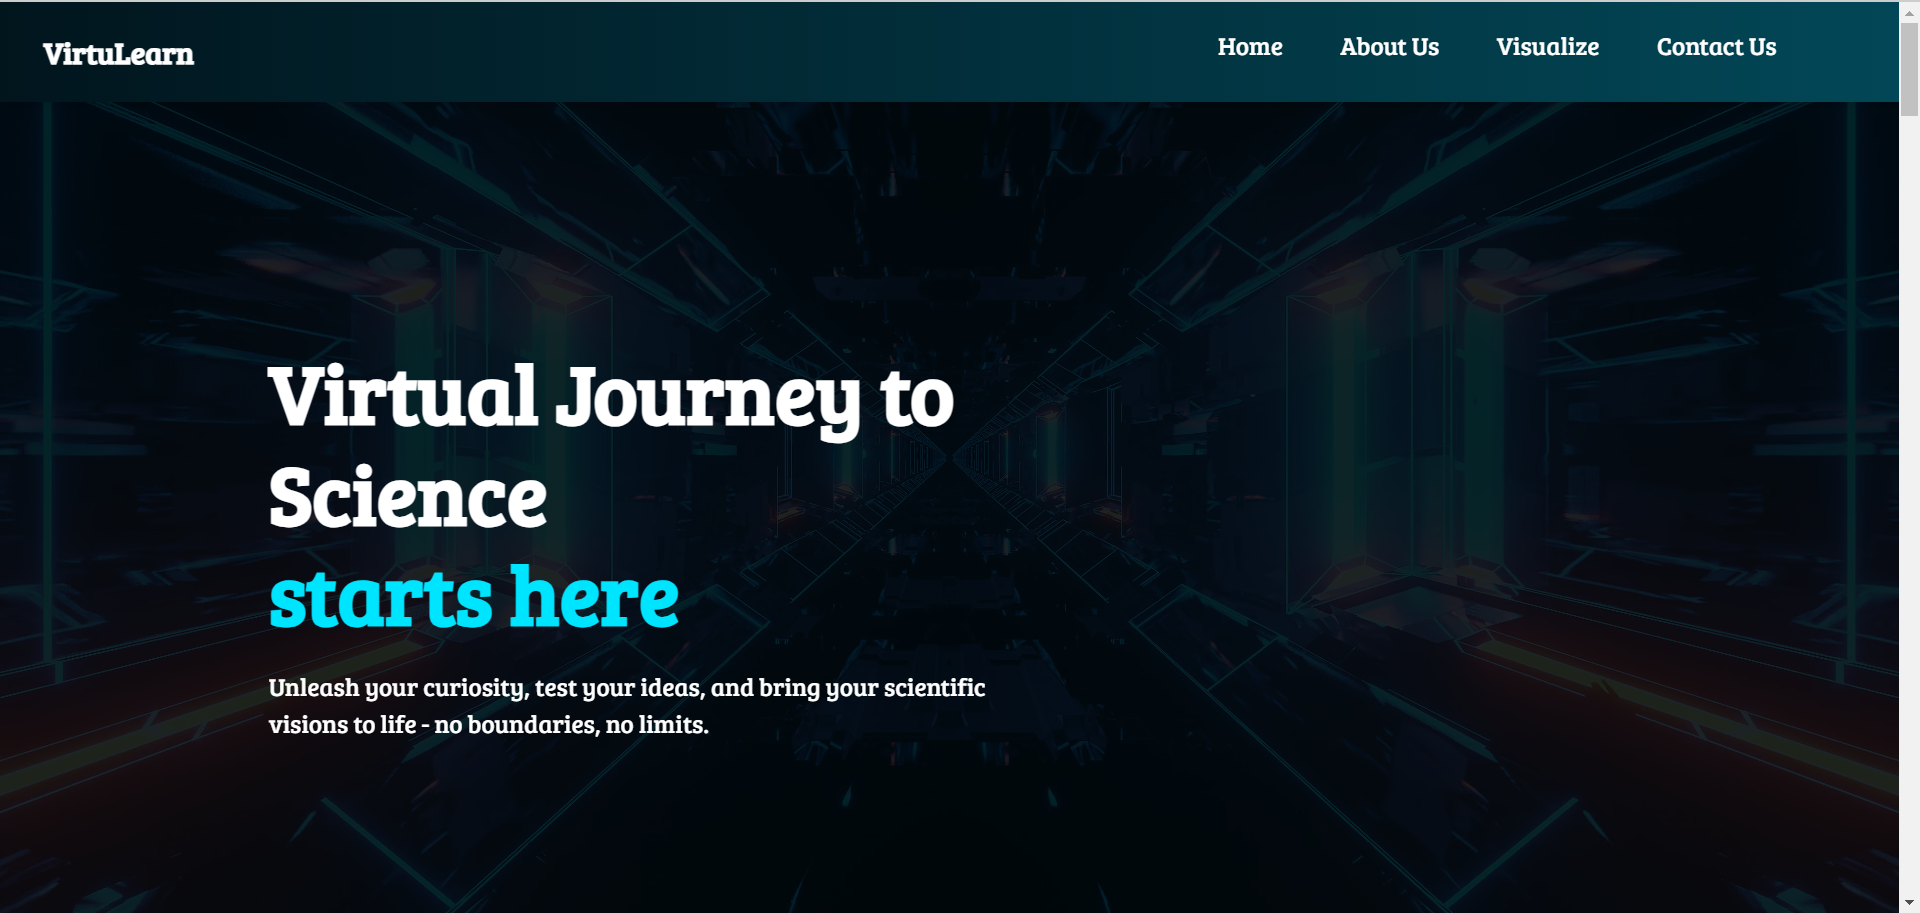 VirtuLearn
Home About Us Visualize Contact Us
Virtual Journey to
Science
starts here
Unleash your curiosity, test your ideas, and bring your scientific
visions to life - no boundaries, no limits.